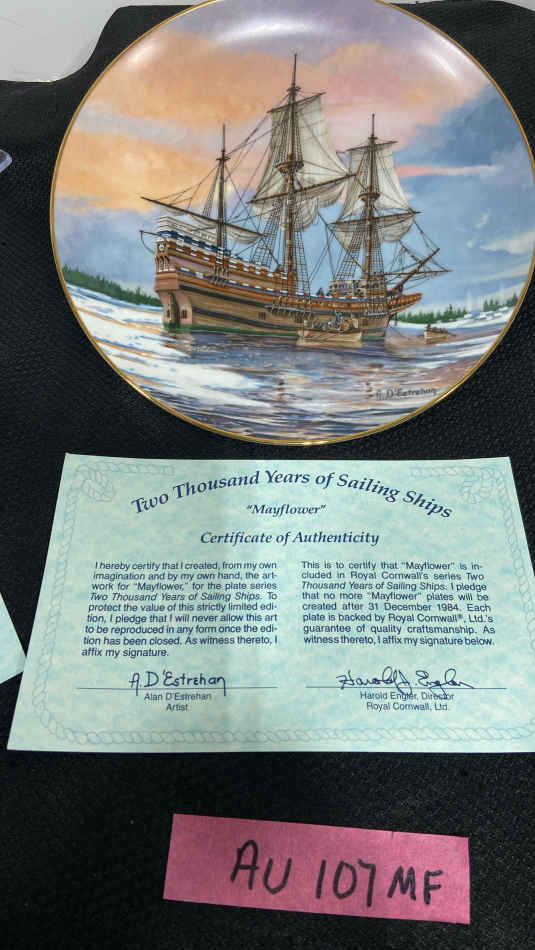 A. D'Estrehan
Two Thousand Years of Sailing Ships
"Mayflower"
Certificate of Authenticity
I hereby certify that I created, from my own
imagination and by my own hand, the art-
work for "Mayflower," for the plate series
Two Thousand Years of Sailing Ships. To
protect the value of this strictly limited edi-
tion, I pledge that I will never allow this art
to be reproduced in any form once the edi-
tion has been closed. As witness thereto, I
affix my signature.
A. D'Estrehan
Alan D'Estrehan
Artist
This is to certify that "Mayflower" is in-
cluded in Royal Cornwall's series Two
Thousand Years of Sailing Ships. I pledge
that no more "Mayflower" plates will be
created after 31 December 1984. Each
plate is backed by Royal Cornwall®, Ltd.'s
guarantee of quality craftsmanship. As
witness thereto, I affix my signature below.
Harold J. Engler
Harold Engler, Director
Royal Cornwall, Ltd.
AU 107 MF